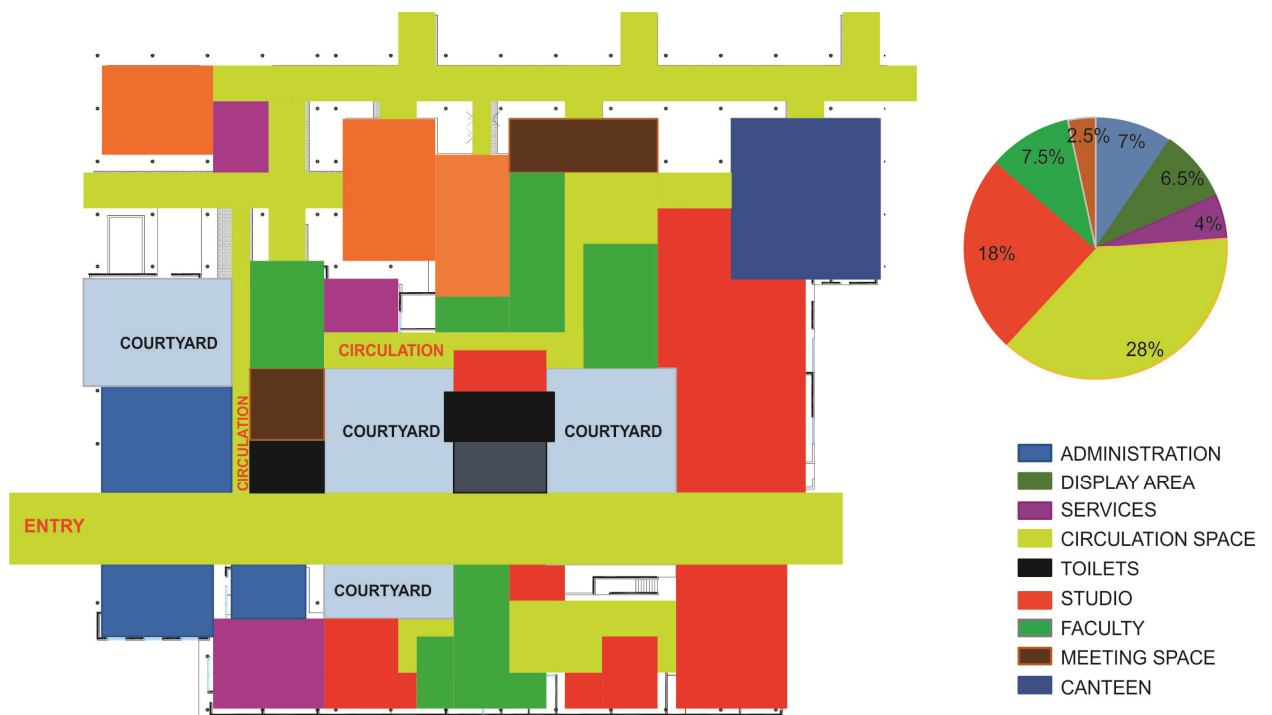 COURTYARD
CIRCULATION
CIRCULATION
COURTYARD
COURTYARD
ENTRY
COURTYARD
2.5%
7%
7.5%
6.5%
4%
18%
28%
ADMINISTRATION
DISPLAY AREA
SERVICES
CIRCULATION SPACE
TOILETS
STUDIO
FACULTY
MEETING SPACE
CANTEEN